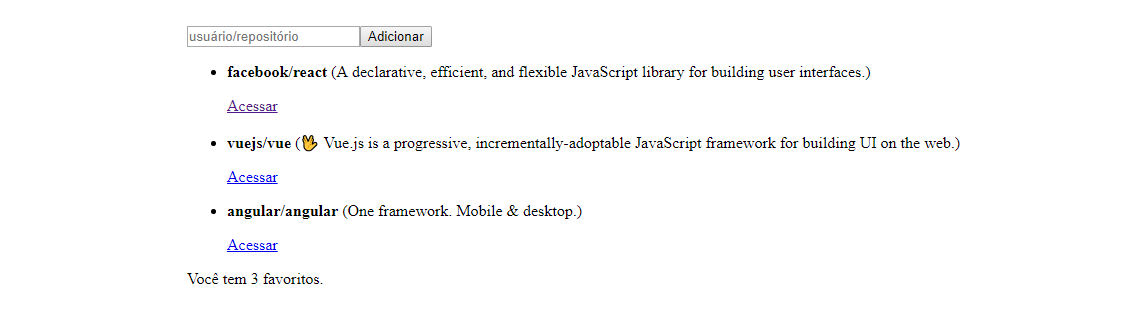 usuário/repositório Adicionar
• facebook/react (A declarative, efficient, and flexible JavaScript library for building user interfaces.)
Acessar
• vuejs/vue (🖖 Vue.js is a progressive, incrementally-adoptable JavaScript framework for building UI on the web.)
Acessar
• angular/angular (One framework. Mobile & desktop.)
Acessar
Você tem 3 favoritos.